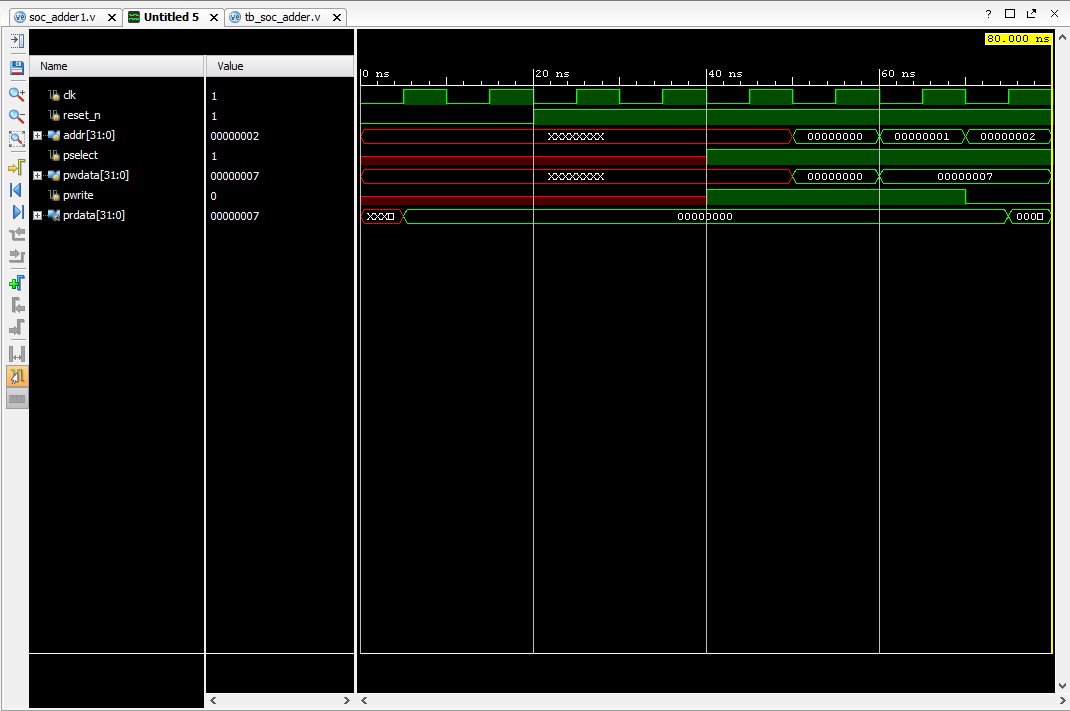 soc_adder1.v Untitled 5 tb_soc_adder.v ?
80.000 ns
Name Value
0 ns 20 ns 40 ns 60 ns
clk 1
reset_n 1
addr[31:0] 00000002 XXXXXXXX 00000000 00000001 00000002
pselect 1
pwdata[31:0] 00000007 XXXXXXXX 00000000 00000007
pwrite 0
prdata[31:0] 00000007 XXX 00000000 000